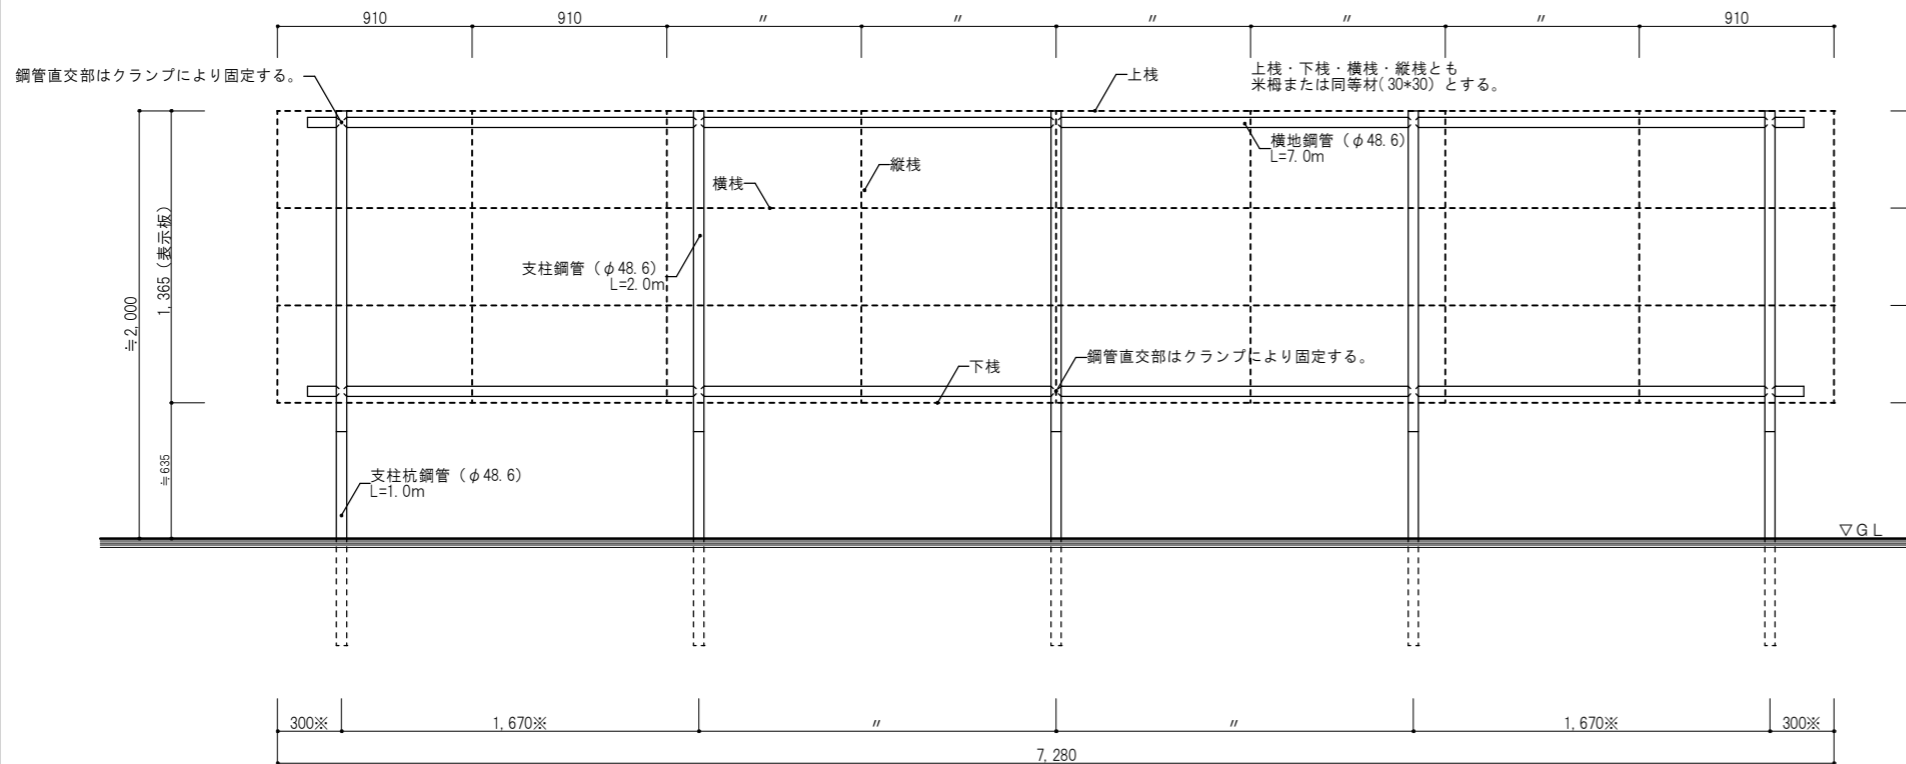 910
910
〃
〃
〃
〃
〃
910
鋼管直交部はクランプにより固定する。
上桟
上桟・下桟・横桟・縦桟とも
米栂または同等材(30*30) とする。
横地鋼管（φ48.6）
L=7.0m
縦桟
横桟
支柱鋼管（φ48.6）
L=2.0m
1,365（表示板）
≒2,000
鋼管直交部はクランプにより固定する。
下桟
≒635
支柱杭鋼管（φ48.6）
L=1.0m
▽GL
300※
1,670※
〃
〃
1,670※
300※
7,280